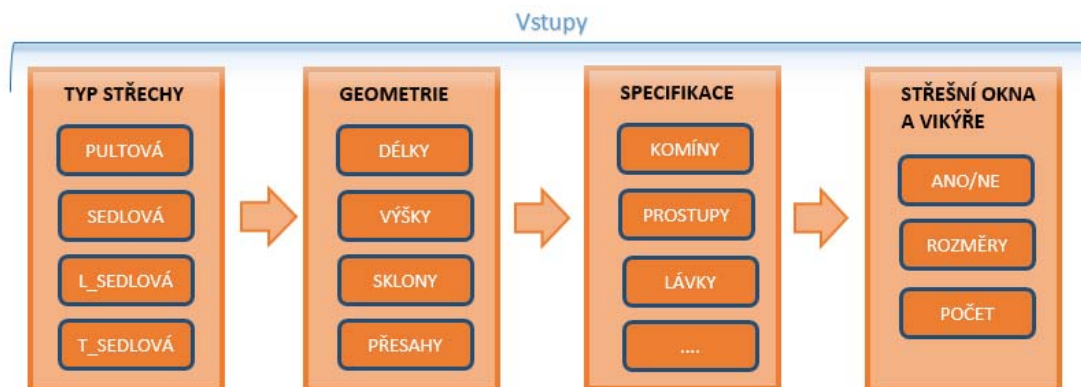 Vstupy
TYP STŘECHY
PULTOVÁ
SEDLOVÁ
L_SEDLOVÁ
T_SEDLOVÁ
GEOMETRIE
DÉLKY
VÝŠKY
SKLONY
PŘESAHY
SPECIFIKACE
KOMÍNY
PROSTUPY
LÁVKY
....
STŘEŠNÍ OKNA
A VIKÝŘE
ANO/NE
ROZMĚRY
POČET